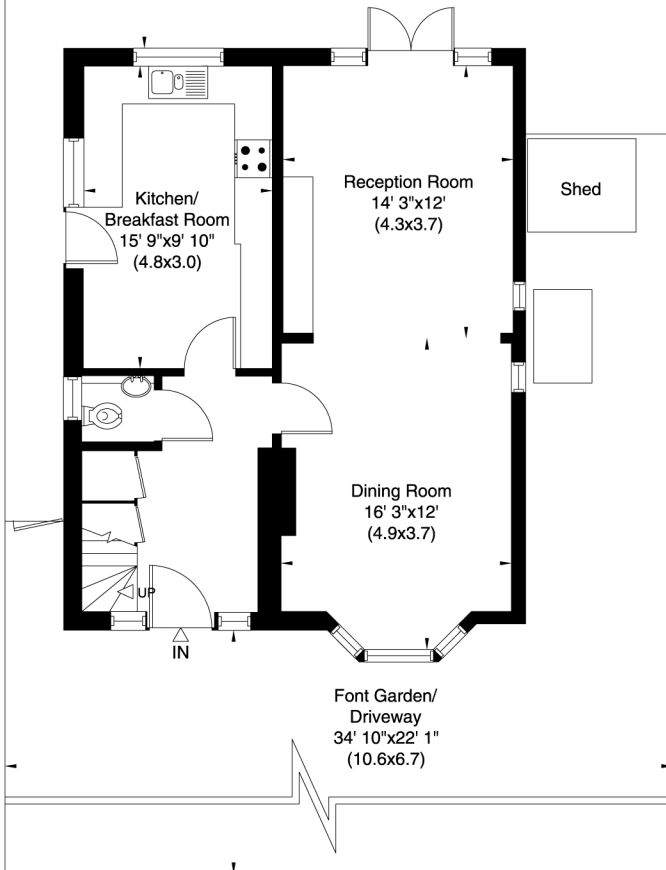 Reception Room
14' 3"x12'
(4.3x3.7)
Shed
Kitchen/
Breakfast Room
15' 9"x9' 10"
(4.8x3.0)
Dining Room
16' 3"x12'
(4.9x3.7)
UP
IN
Font Garden/
Driveway
34' 10"x22' 1"
(10.6x6.7)